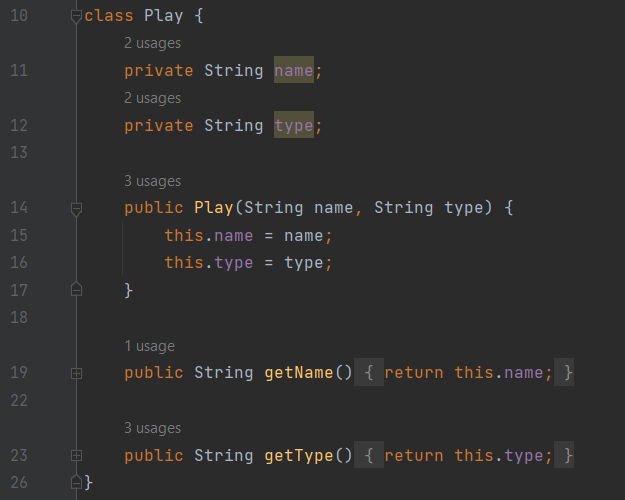 10 class Play {
2 usages
11 private String name;
2 usages
12 private String type;
13
3 usages
14 public Play(String name, String type) {
15 this.name = name;
16 this.type = type;
17 }
18
1 usage
19 public String getName() { return this.name; }
22
3 usages
23 public String getType() { return this.type; }
26 }